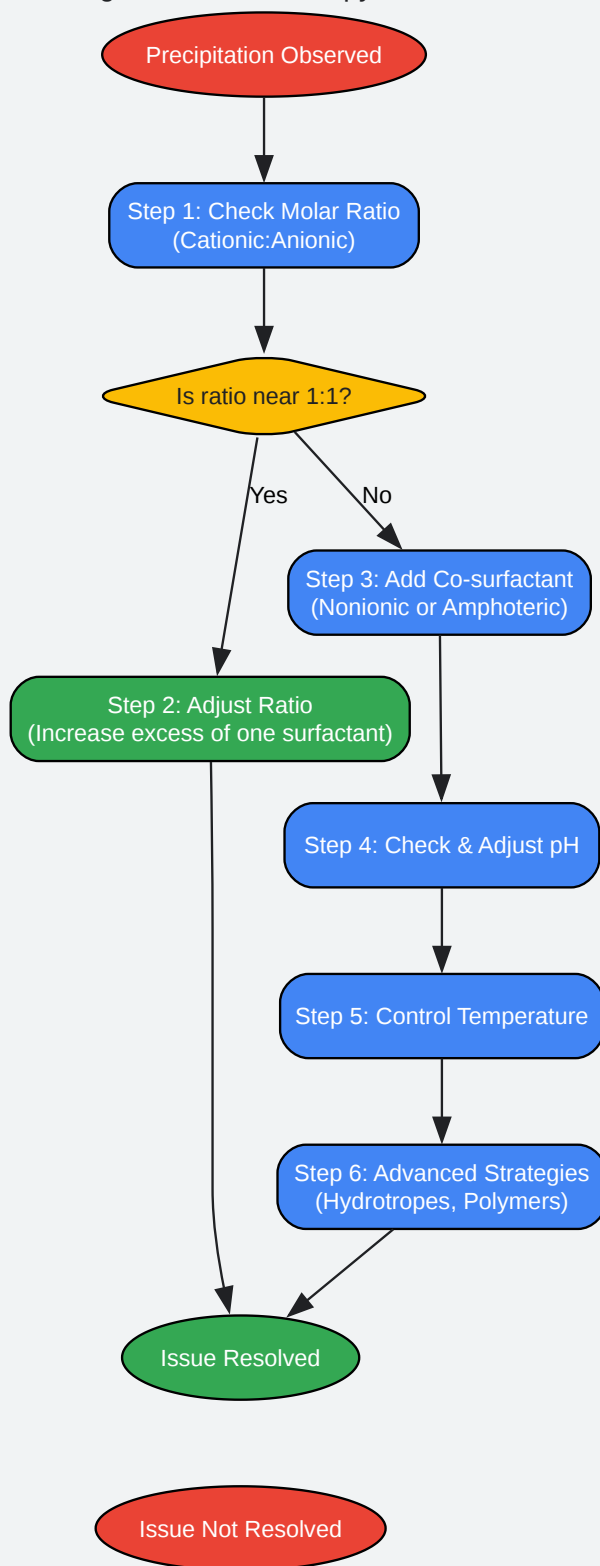 Precipitation Observed
Step 1: Check Molar Ratio
(Cationic:Anionic)
Is ratio near 1:1?
Yes
No
Step 3: Add Co-surfactant
(Nonionic or Amphoteric)
Step 2: Adjust Ratio
(Increase excess of one surfactant)
Step 4: Check & Adjust pH
Step 5: Control Temperature
Step 6: Advanced Strategies
(Hydrotropes, Polymers)
Issue Resolved
Issue Not Resolved